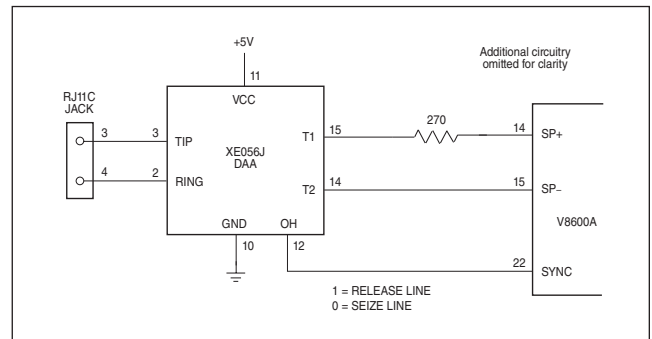 +5V
Additional circuitry
omitted for clarity
11
RJ11C
JACK
VCC
270
3
3
TIP
XE056J
DAA
T1
15
14
SP+
4
2
RING
T2
14
15
SP–
V8600A
GND
OH
10
12
22
SYNC
1 = RELEASE LINE
0 = SEIZE LINE